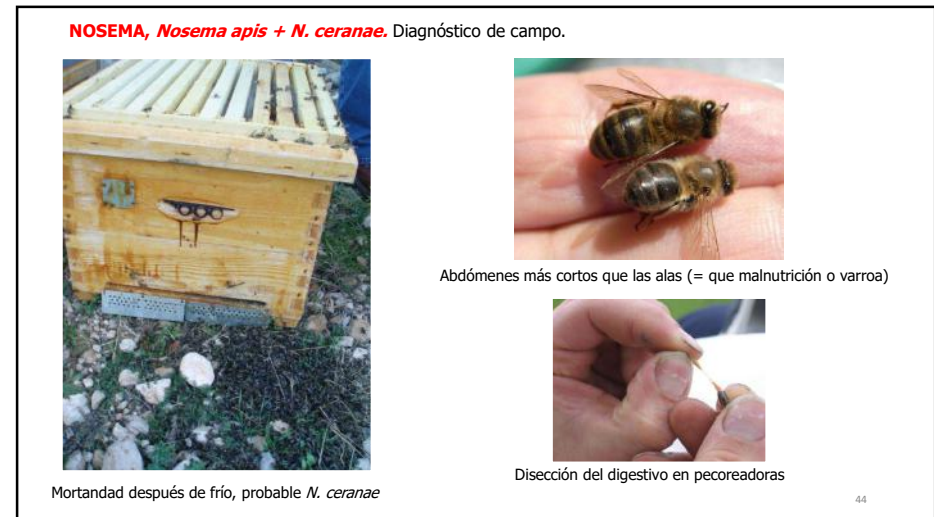 NOSEMA, Nosema apis + N. ceranae. Diagnóstico de campo.
Abdómenes más cortos que las alas (= que malnutrición o varroa)
Disección del digestivo en pecoreadoras
Mortandad después de frío, probable N. ceranae
44